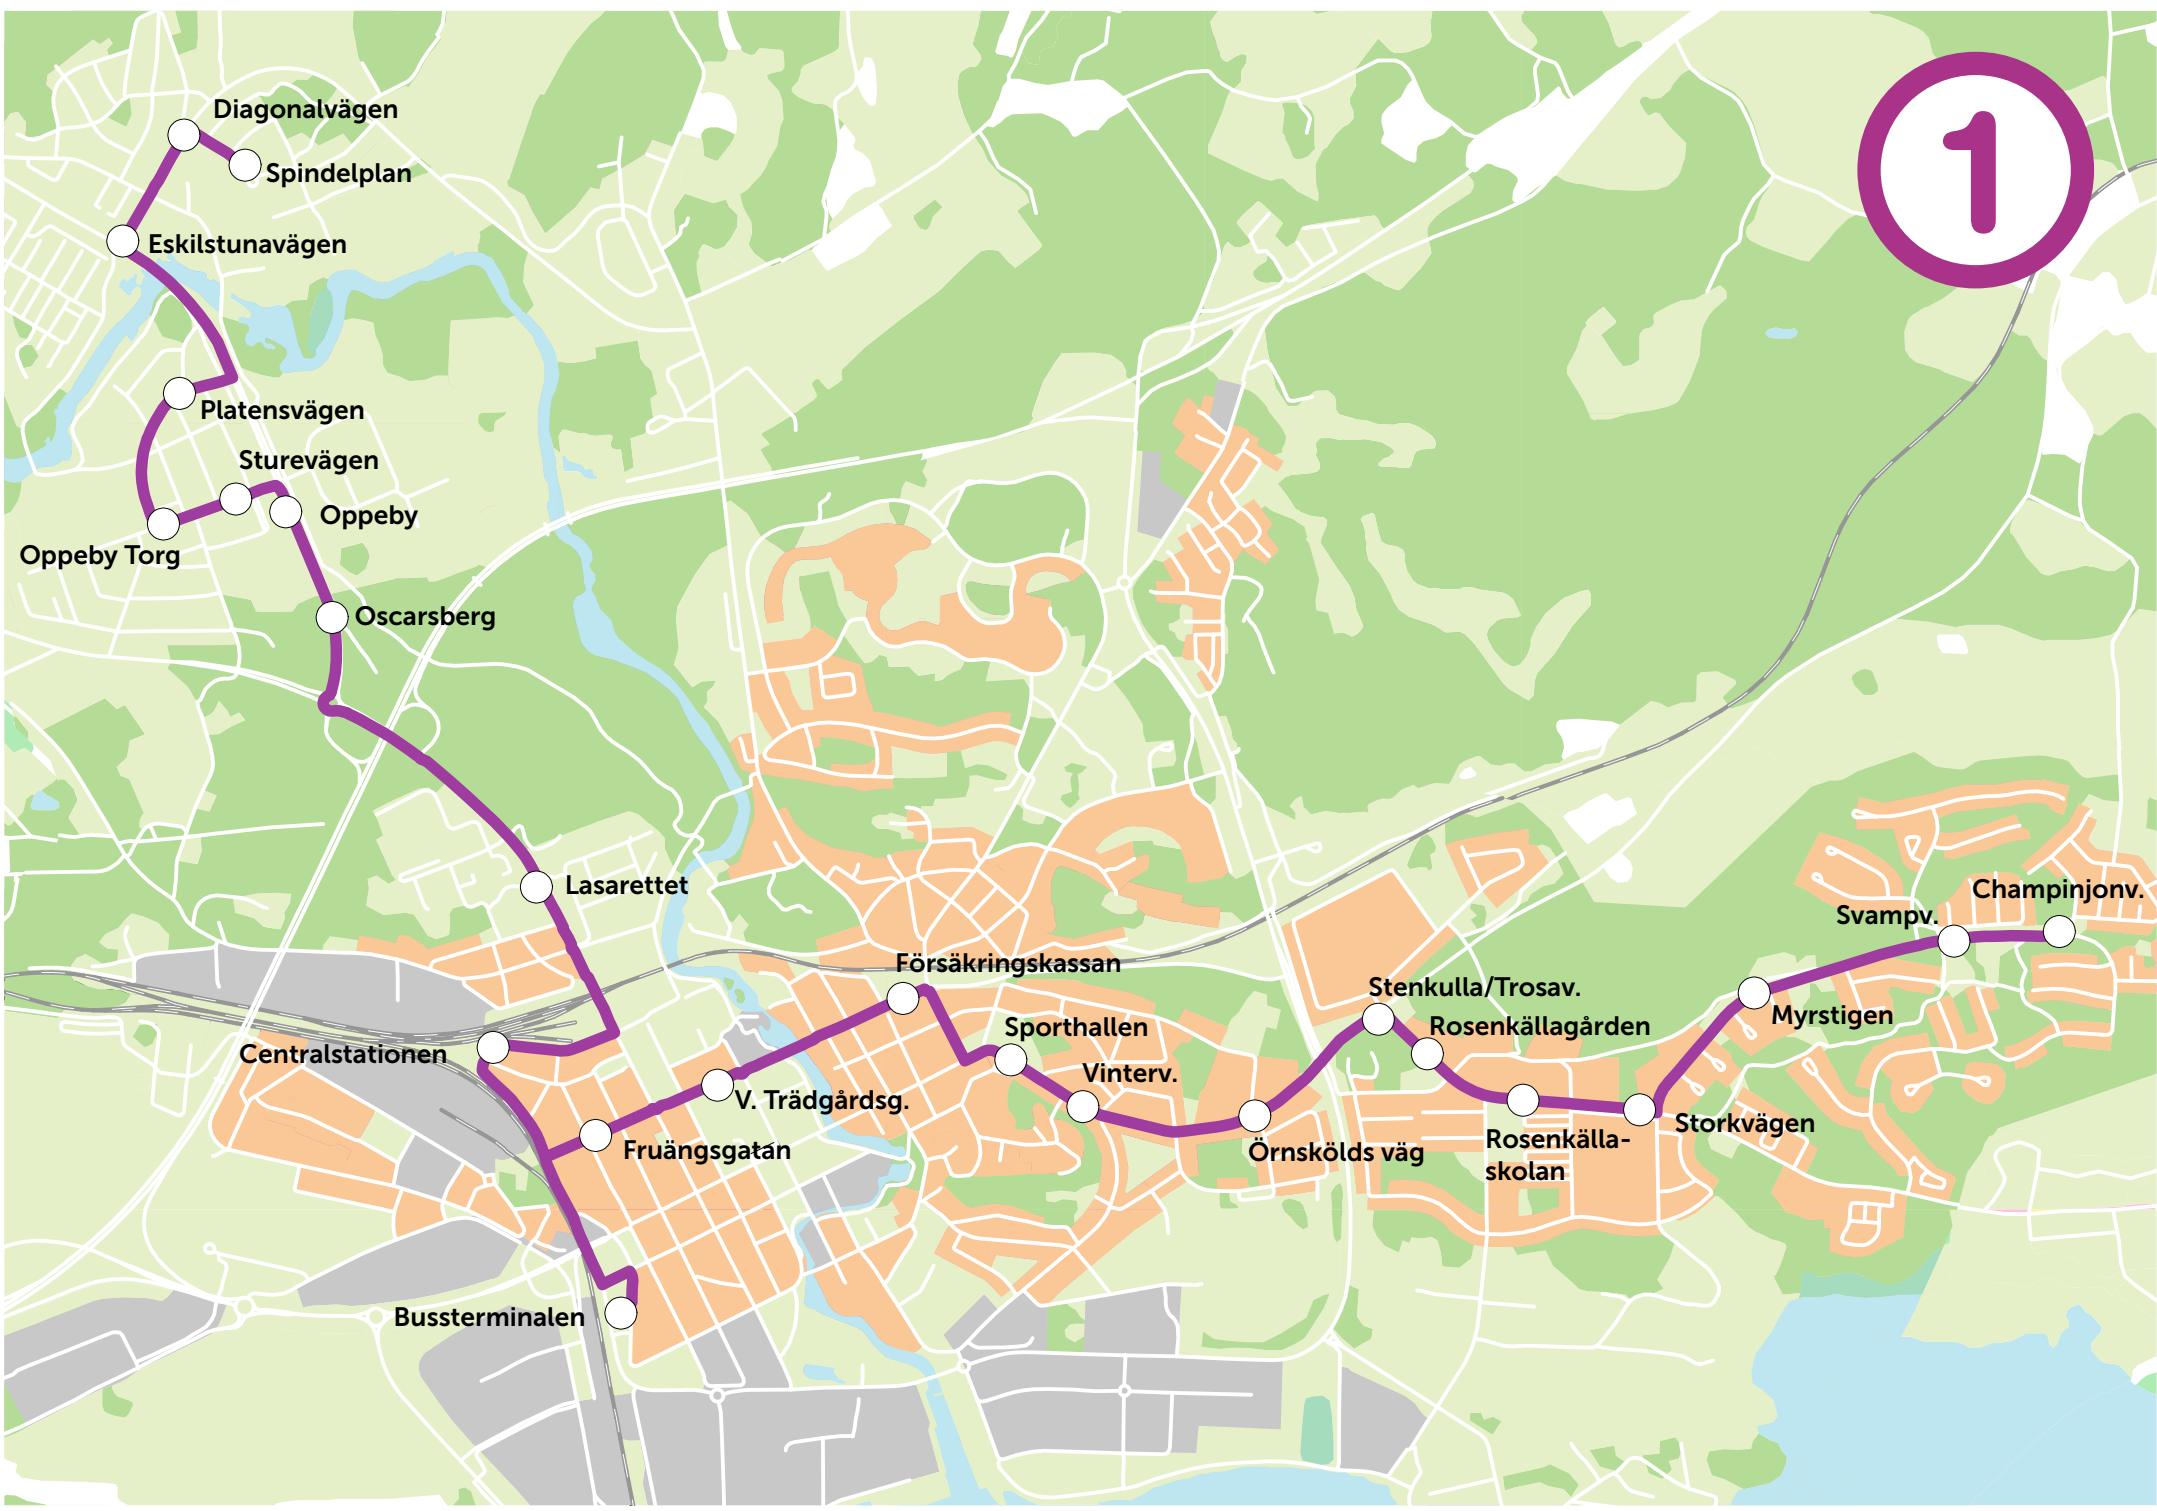 1
Diagonalvägen
Spindelplan
Eskilstunavägen
Platensvägen
Sturevägen
Oppeby
Oppeby Torg
Oscarsberg
Lasarettet
Champinjonv.
Svampv.
Försäkringskassan
Stenkulla/Trosav.
Myrstigen
Sporthallen
Rosenkällagården
Centralstationen
Vinterv.
V. Trädgårdsg.
Storkvägen
Fruängsgatan
Örnskölds väg
Rosenkälla-
skolan
Bussterminalen